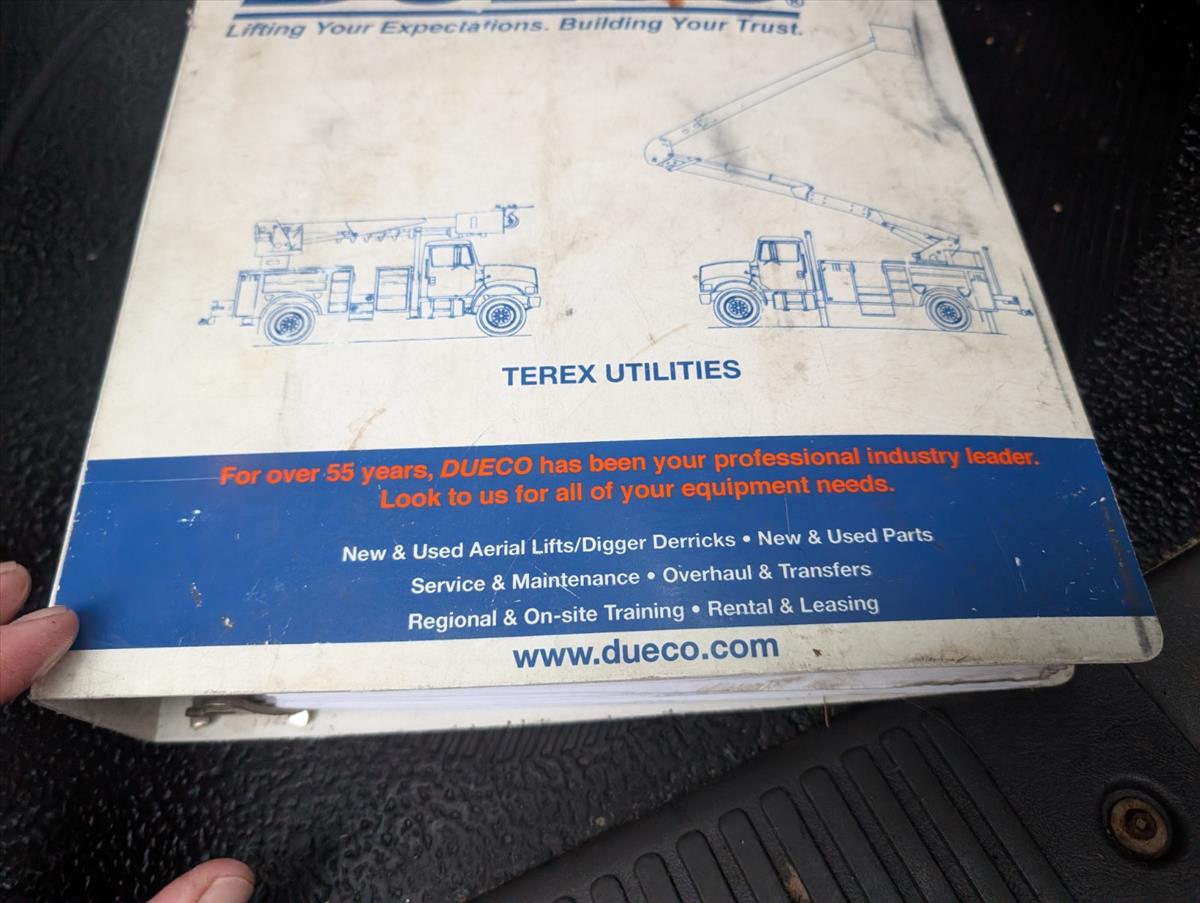 Lifting Your Expectations. Building Your Trust.
TEREX UTILITIES
For over 55 years, DUECO has been your professional industry leader.
Look to us for all of your equipment needs.
New & Used Aerial Lifts/Digger Derricks • New & Used Parts
Service & Maintenance • Overhaul & Transfers
Regional & On-site Training • Rental & Leasing
www.dueco.com